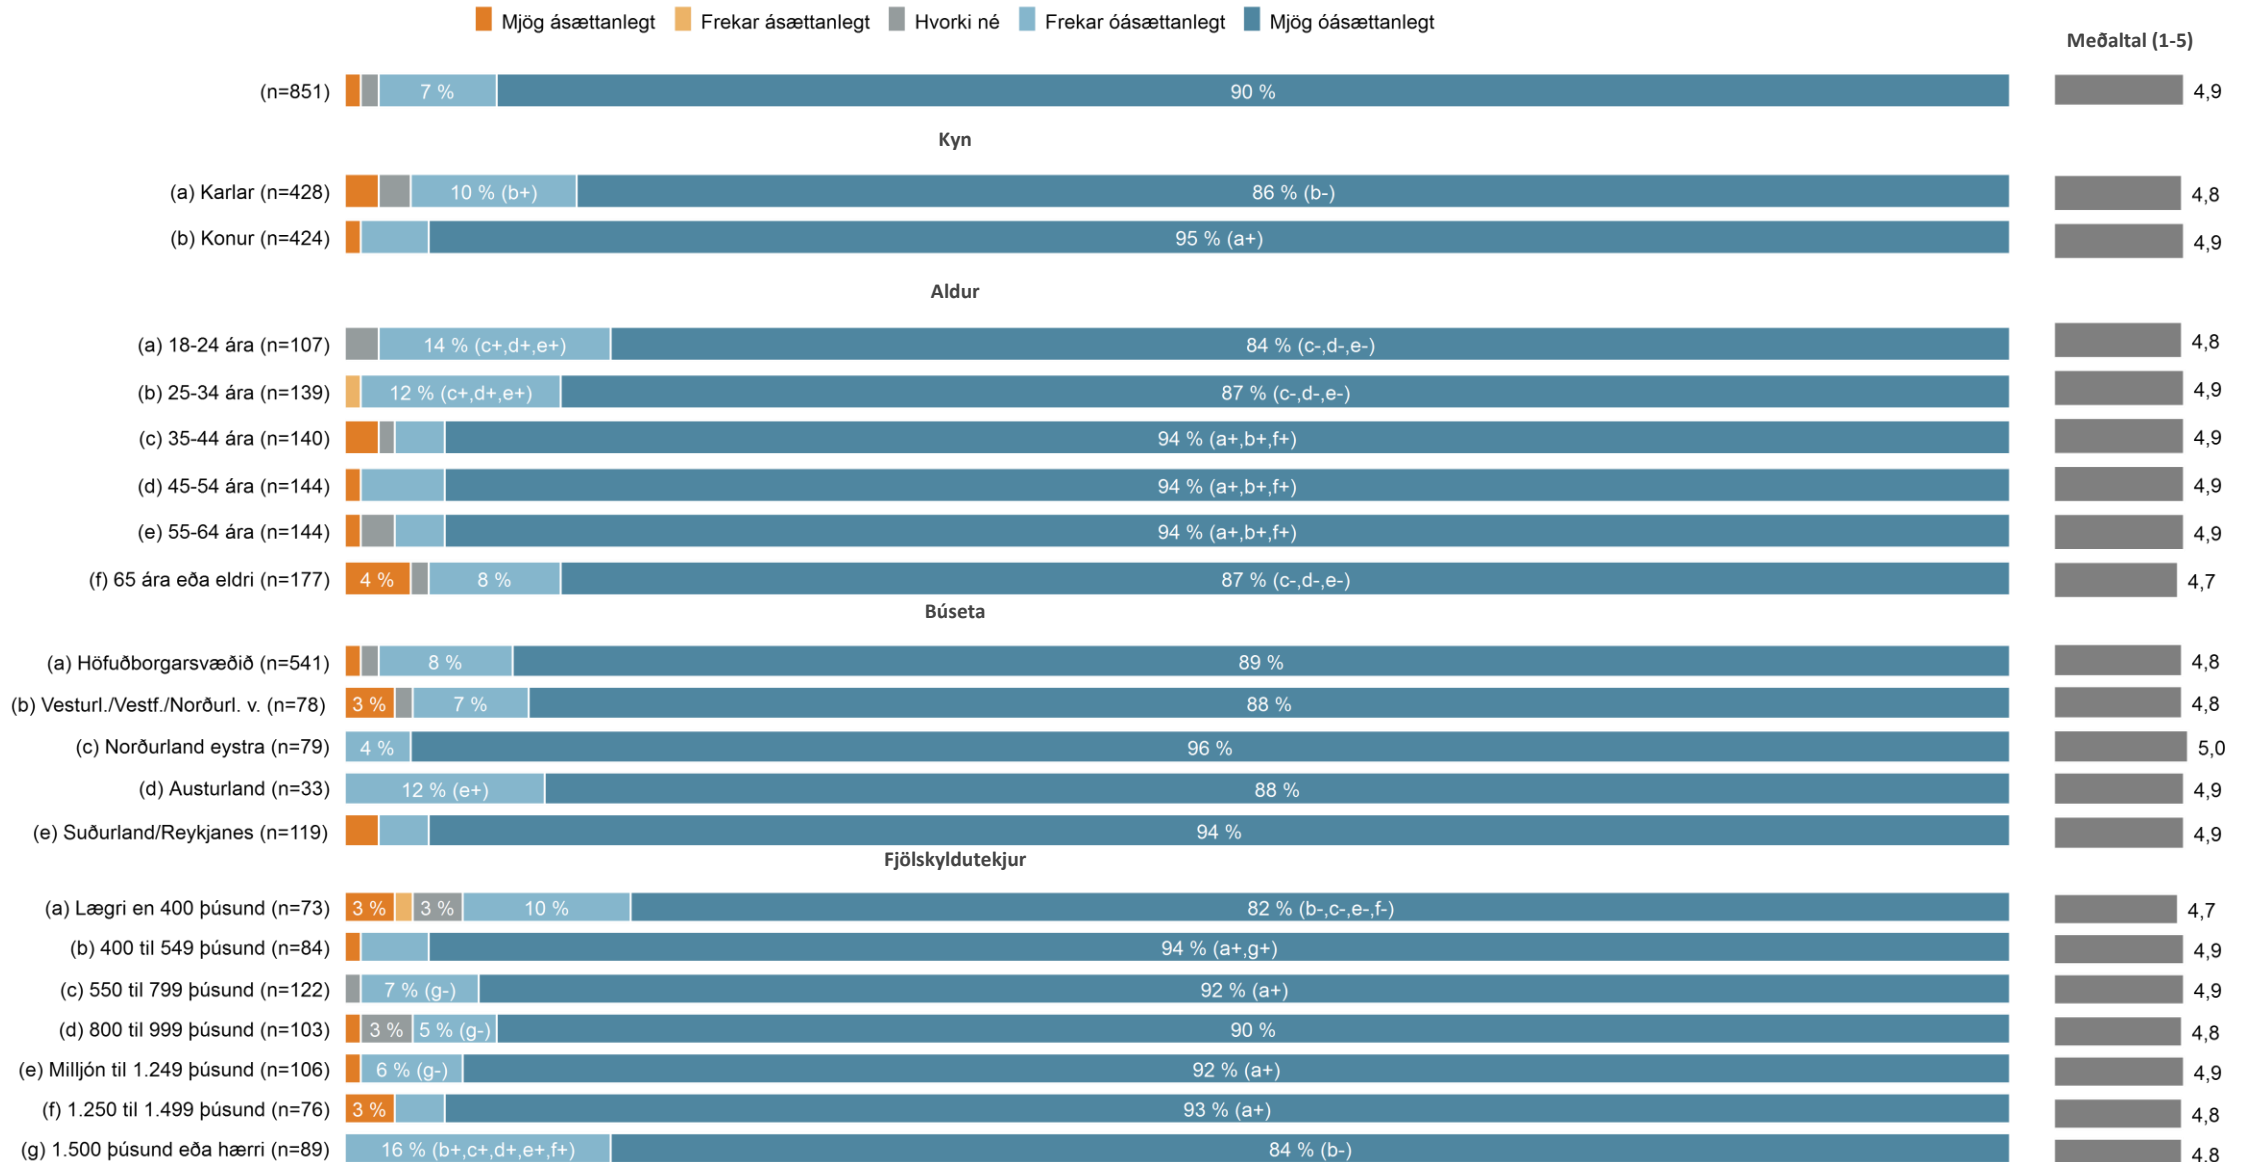 Mjög ásættanlegt Frekar ásættanlegt Hvorki né Frekar óásættanlegt Mjög óásættanlegt
Meðaltal (1-5)
(n=851) 7 % 90 % 4,9
Kyn
(a) Karlar (n=428) 10 % (b+) 86 % (b-) 4,8
(b) Konur (n=424) 95 % (a+) 4,9
Aldur
(a) 18-24 ára (n=107) 14 % (c+,d+,e+) 84 % (c-,d-,e-) 4,8
(b) 25-34 ára (n=139) 12 % (c+,d+,e+) 87 % (c-,d-,e-) 4,9
(c) 35-44 ára (n=140) 94 % (a+,b+,f+) 4,9
(d) 45-54 ára (n=144) 94 % (a+,b+,f+) 4,9
(e) 55-64 ára (n=144) 94 % (a+,b+,f+) 4,9
(f) 65 ára eða eldri (n=177) 4 % 8 % 87 % (c-,d-,e-) 4,7
Búseta
(a) Höfuðborgarsvæðið (n=541) 8 % 89 % 4,8
(b) Vesturl./Vestf./Norðurl. v. (n=78) 3 % 7 % 88 % 4,8
(c) Norðurland eystra (n=79) 4 % 96 % 5,0
(d) Austurland (n=33) 12 % (e+) 88 % 4,9
(e) Suðurland/Reykjanes (n=119) 94 % 4,9
Fjölskyldutekjur
(a) Lægri en 400 þúsund (n=73) 3 % 3 % 10 % 82 % (b-,c-,e-,f-) 4,7
(b) 400 til 549 þúsund (n=84) 94 % (a+,g+) 4,9
(c) 550 til 799 þúsund (n=122) 7 % (g-) 92 % (a+) 4,9
(d) 800 til 999 þúsund (n=103) 3 % 5 % (g-) 90 % 4,8
(e) Milljón til 1.249 þúsund (n=106) 6 % (g-) 92 % (a+) 4,9
(f) 1.250 til 1.499 þúsund (n=76) 3 % 93 % (a+) 4,8
(g) 1.500 þúsund eða hærri (n=89) 16 % (b+,c+,d+,e+,f+) 84 % (b-) 4,8